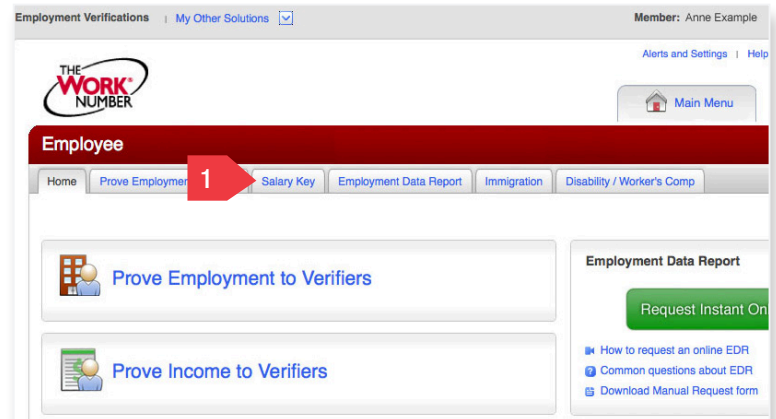 Employment Verifications | My Other Solutions
Member: Anne Example
Alerts and Settings | Help
THE
WORK®
NUMBER
Main Menu
Employee
Home
Prove Employmen
1
Salary Key
Employment Data Report
Immigration
Disability / Worker's Comp
Prove Employment to Verifiers
Employment Data Report
Request Instant On
How to request an online EDR
Common questions about EDR
Download Manual Request form
Prove Income to Verifiers